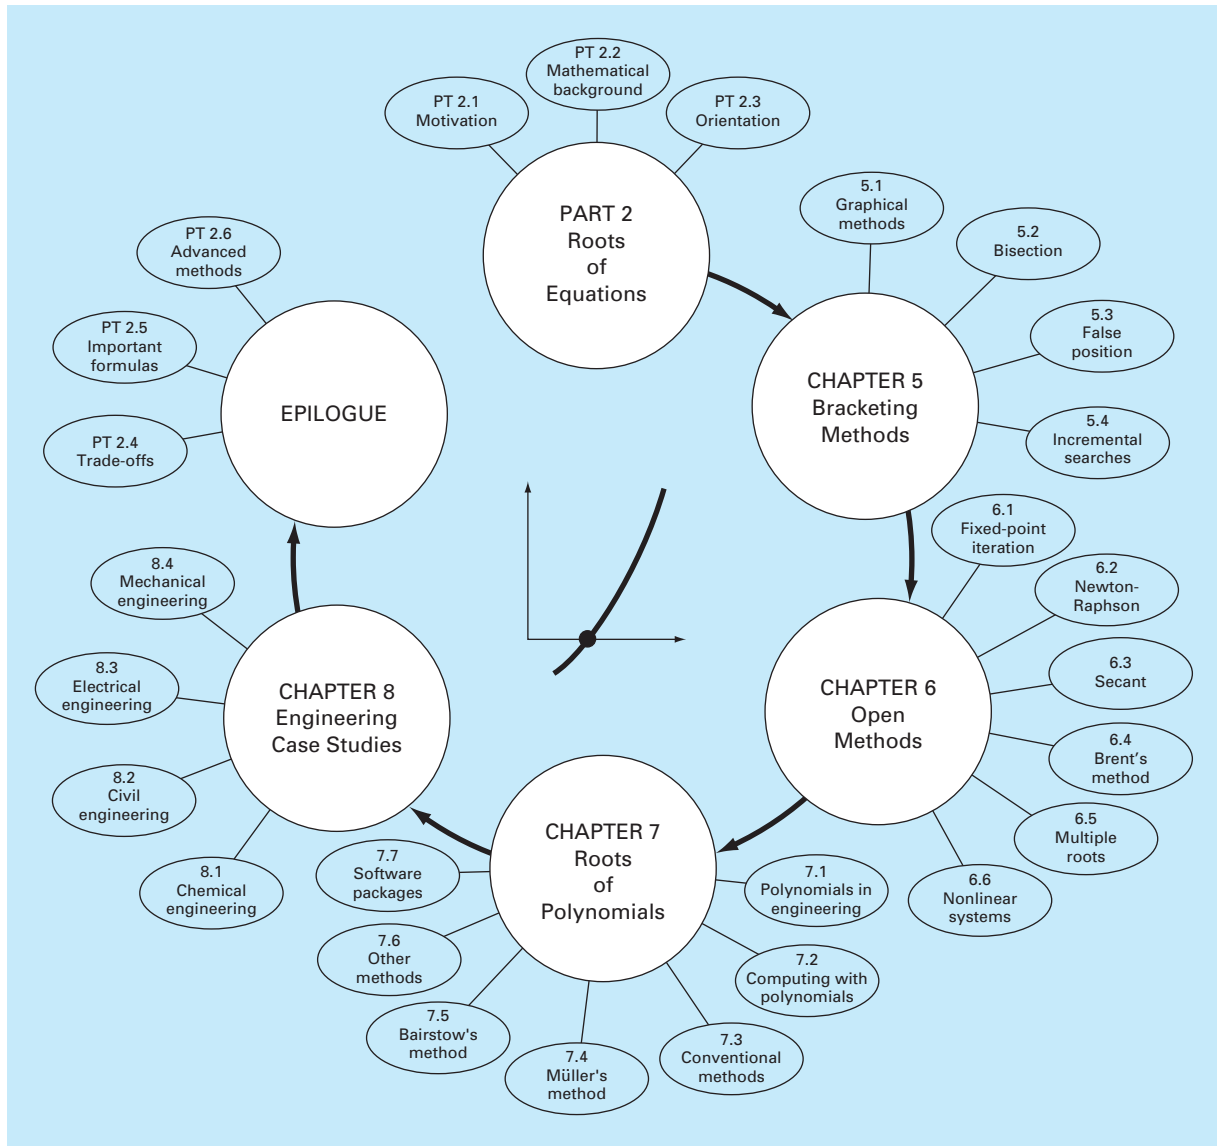 PT 2.1
Motivation
PT 2.2
Mathematical
background
PT 2.3
Orientation
PART 2
Roots
of
Equations
5.1
Graphical
methods
5.2
Bisection
5.3
False
position
5.4
Incremental
searches
CHAPTER 5
Bracketing
Methods
6.1
Fixed-point
iteration
6.2
Newton-
Raphson
6.3
Secant
6.4
Brent's
method
6.5
Multiple
roots
6.6
Nonlinear
systems
CHAPTER 6
Open
Methods
CHAPTER 7
Roots
of
Polynomials
7.1
Polynomials in
engineering
7.2
Computing with
polynomials
7.3
Conventional
methods
7.4
Müller's
method
7.5
Bairstow's
method
7.6
Other
methods
7.7
Software
packages
CHAPTER 8
Engineering
Case Studies
8.1
Chemical
engineering
8.2
Civil
engineering
8.3
Electrical
engineering
8.4
Mechanical
engineering
EPILOGUE
PT 2.4
Trade-offs
PT 2.5
Important
formulas
PT 2.6
Advanced
methods